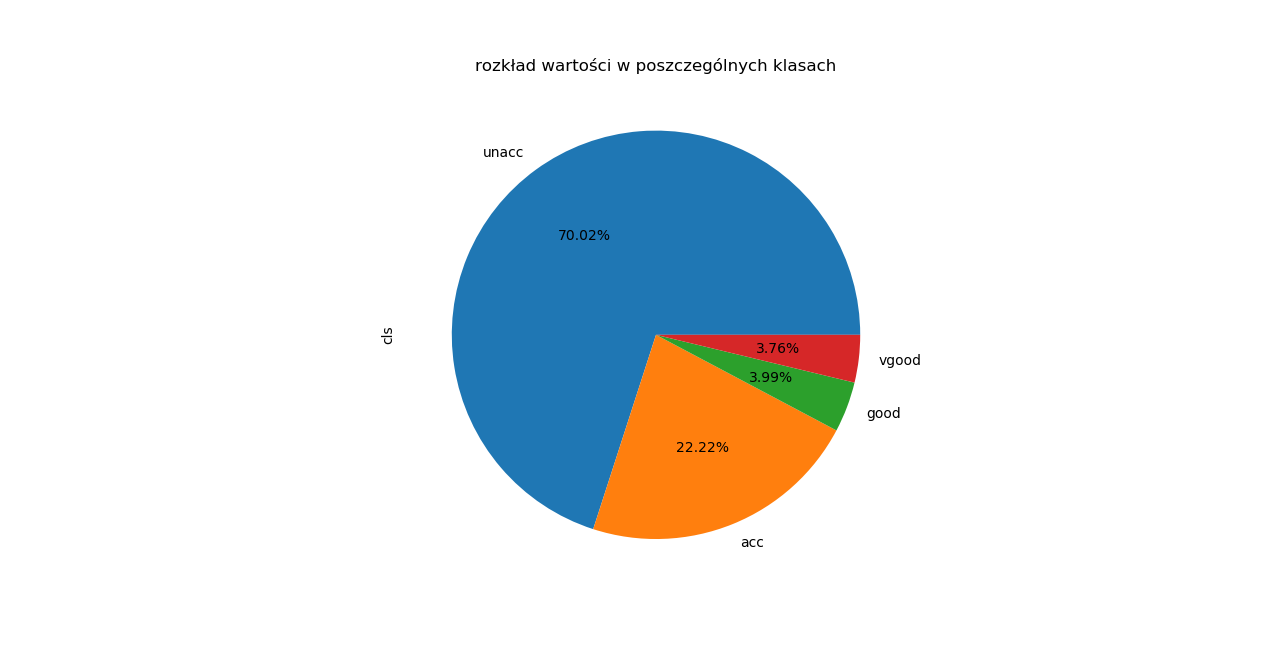 rozkład wartości w poszczególnych klasach
unacc
70.02%
cls
3.76%
vgood
3.99%
good
22.22%
acc